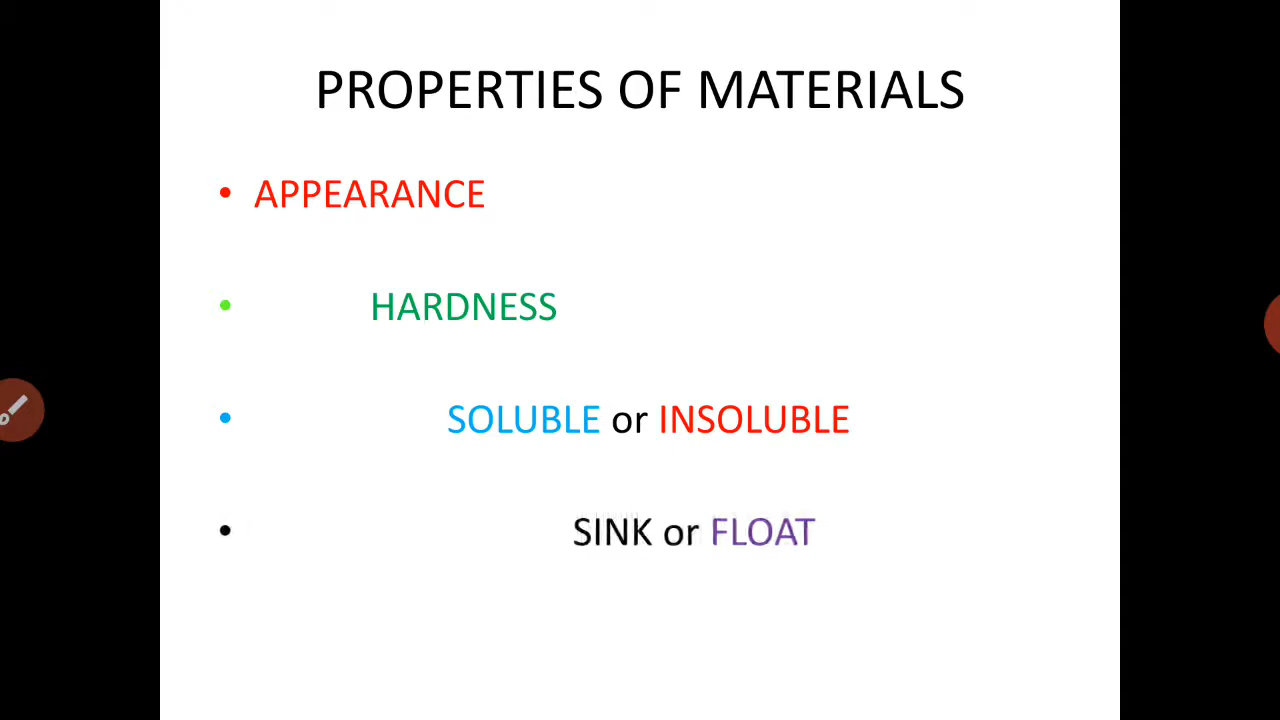 PROPERTIES OF MATERIALS
• APPEARANCE
• HARDNESS
• SOLUBLE or INSOLUBLE
• SINK or FLOAT